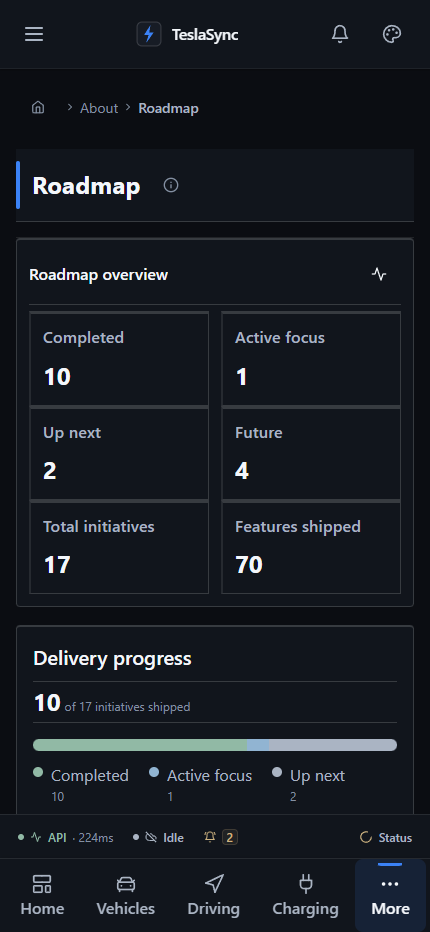 TeslaSync
About Roadmap
Roadmap
Roadmap overview
Completed Active focus
10 1
Up next Future
2 4
Total initiatives Features shipped
17 70
Delivery progress
10 of 17 initiatives shipped
Completed Active focus Up next
10 1 2
API · 224ms Idle 2 Status
Home Vehicles Driving Charging More